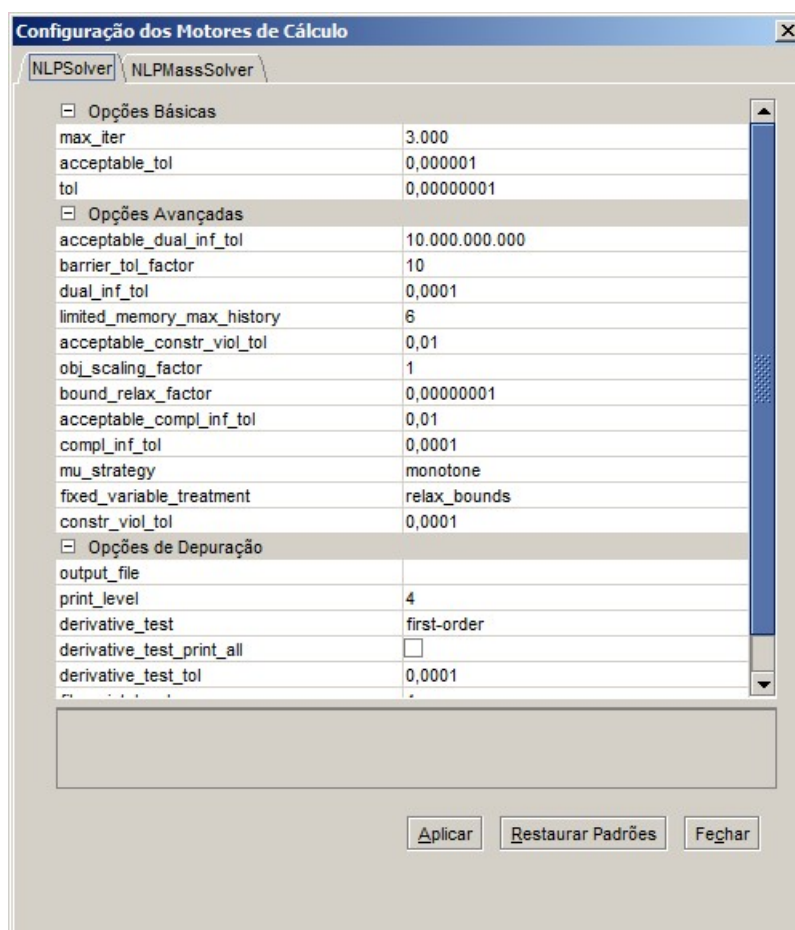 Configuração dos Motores de Cálculo
NLPSolver NLPMassSolver
Opções Básicas
max_iter 3.000
acceptable_tol 0,000001
tol 0,00000001
Opções Avançadas
acceptable_dual_inf_tol 10.000.000.000
barrier_tol_factor 10
dual_inf_tol 0,0001
limited_memory_max_history 6
acceptable_constr_viol_tol 0,01
obj_scaling_factor 1
bound_relax_factor 0,00000001
acceptable_compl_inf_tol 0,01
compl_inf_tol 0,0001
mu_strategy monotone
fixed_variable_treatment relax_bounds
constr_viol_tol 0,0001
Opções de Depuração
output_file
print_level 4
derivative_test first-order
derivative_test_print_all
derivative_test_tol 0,0001
Aplicar Restaurar Padrões Fechar